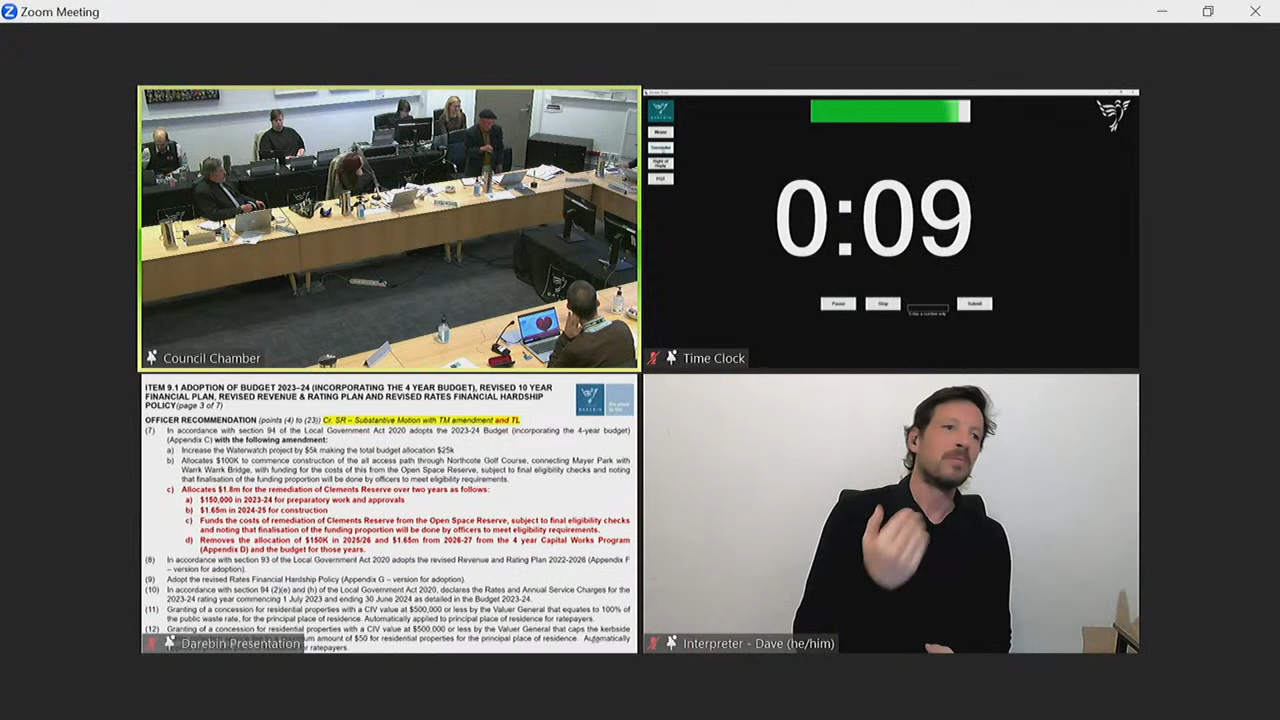 Zoom Meeting
Council Chamber
DAREBIN
Pause
Stop
Submit
0:09
Time Clock
ITEM 9.1 ADOPTION OF BUDGET 2023–24 (INCORPORATING THE 4 YEAR BUDGET), REVISED 10 YEAR
FINANCIAL PLAN, REVISED REVENUE & RATING PLAN AND REVISED RATES FINANCIAL HARDSHIP
POLICY(page 3 of 7)
OFFICER RECOMMENDATION (points (4) to (23)) Cr. SR – Substantive Motion with TM amendment and TL
(7) In accordance with section 94 of the Local Government Act 2020 adopts the 2023-24 Budget (incorporating the 4-year budget)
(Appendix C) with the following amendment:
a) Increase the Waterwatch project by $5k making the total budget allocation $25k
b) Allocates $100K to commence construction of the all access path through Northcote Golf Course, connecting Mayer Park with
Warrk Warrk Bridge, with funding for the costs of this from the Open Space Reserve, subject to final eligibility checks and noting
that finalisation of the funding proportion will be done by officers to meet eligibility requirements.
c) Allocates $1.8m for the remediation of Clements Reserve over two years as follows:
a) $150,000 in 2023-24 for preparatory work and approvals
b) $1.65m in 2024-25 for construction
c) Funds the costs of remediation of Clements Reserve from the Open Space Reserve, subject to final eligibility checks
and noting that finalisation of the funding proportion will be done by officers to meet eligibility requirements.
d) Removes the allocation of $150K in 2025/26 and $1.65m from 2026-27 from the 4 year Capital Works Program
(Appendix D) and the budget for those years.
(8) In accordance with section 93 of the Local Government Act 2020 adopts the revised Revenue and Rating Plan 2022-2026 (Appendix F
– version for adoption).
(9) Adopt the revised Rates Financial Hardship Policy (Appendix G – version for adoption).
(10) In accordance with section 94 (2)(e) and (h) of the Local Government Act 2020, declares the Rates and Annual Service Charges for the
2023-24 rating year commencing 1 July 2023 and ending 30 June 2024 as detailed in the Budget 2023-24.
(11) Granting of a concession for residential properties with a CIV value at $500,000 or less by the Valuer General that equates to 100% of
the public waste rate, for the principal place of residence. Automatically applied to principal place of residence for ratepayers.
(12) Granting of a concession for residential properties with a CIV value at $500,000 or less by the Valuer General that caps the kerbside
amount of $50 for residential properties for the principal place of residence. Automatically
ratepayers.
Darebin Presentation
Interpreter - Dave (he/him)